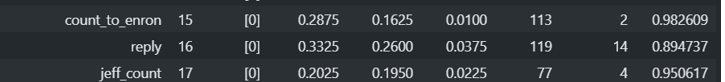 count_to_enron 15 [0] 0.2875 0.1625 0.0100 113 2 0.982609
reply 16 [0] 0.3325 0.2600 0.0375 119 14 0.894737
jeff_count 17 [0] 0.2025 0.1950 0.0225 77 4 0.950617